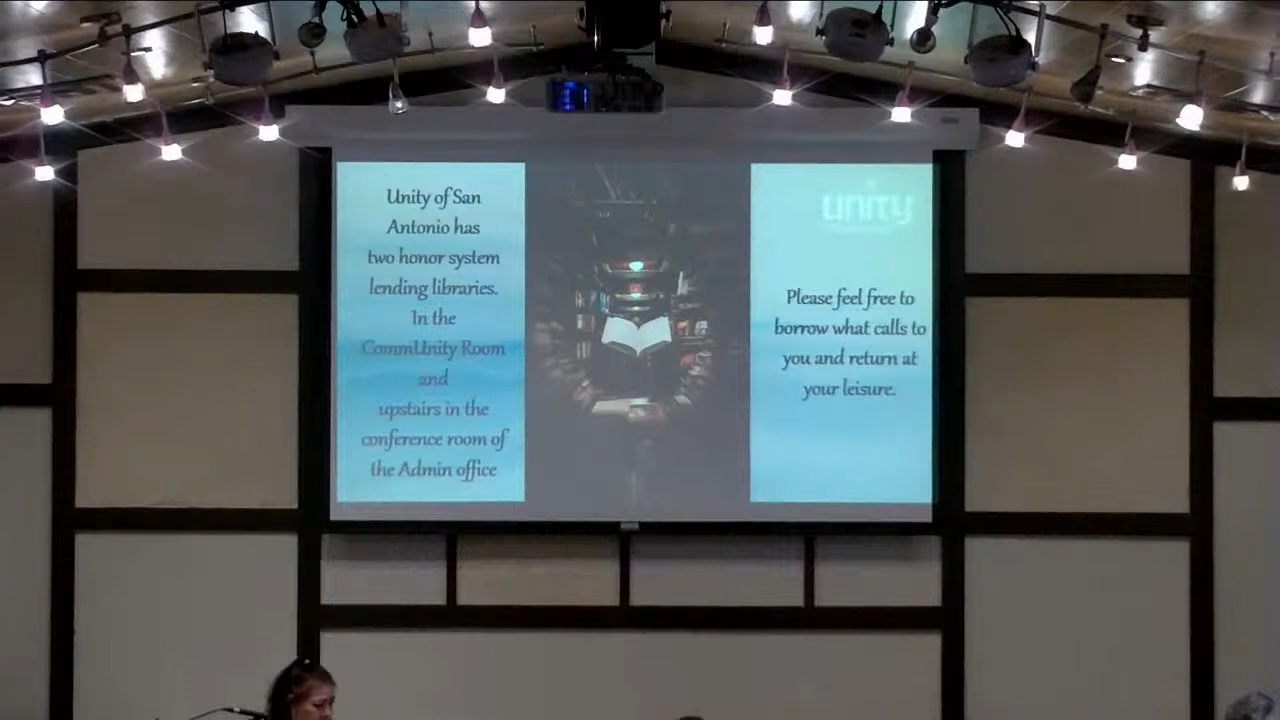 Unity of San
Antonio has
two honor system
lending libraries.
In the
CommUnity Room
and
upstairs in the
conference room of
the Admin office
unity
Please feel free to
borrow what calls to
you and return at
your leisure.